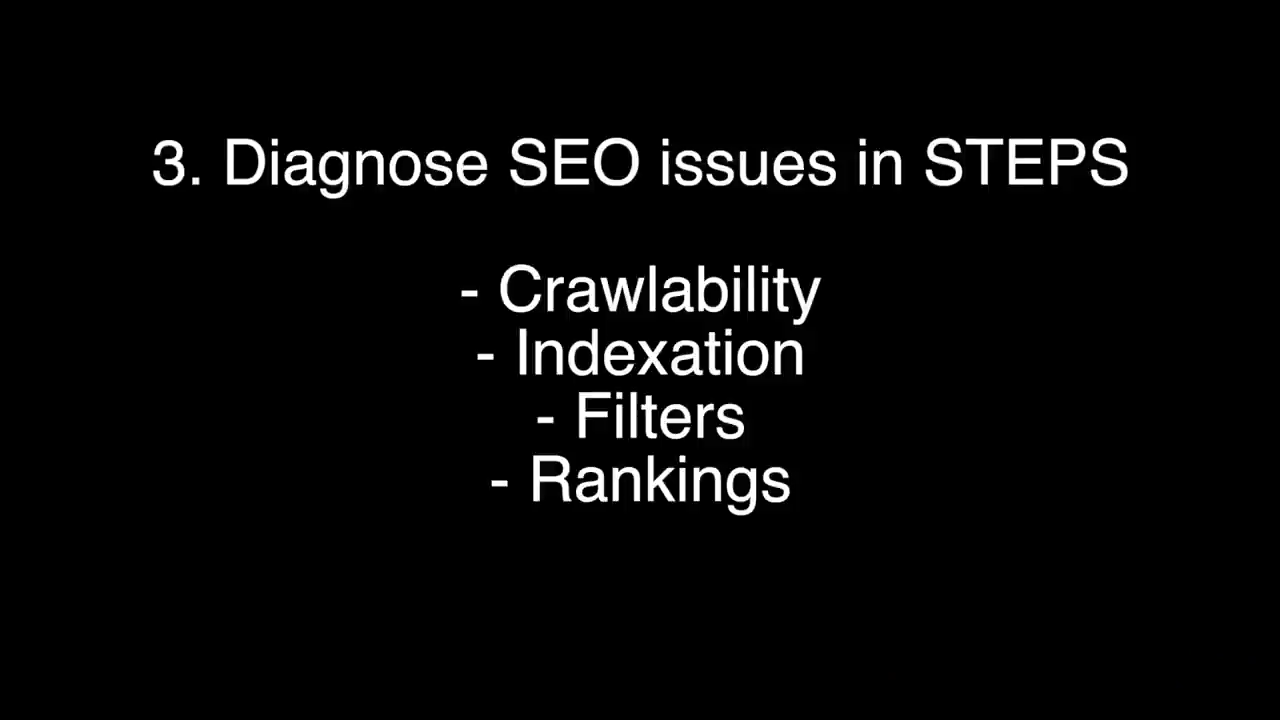 3. Diagnose SEO issues in STEPS
- Crawlability
- Indexation
- Filters
- Rankings